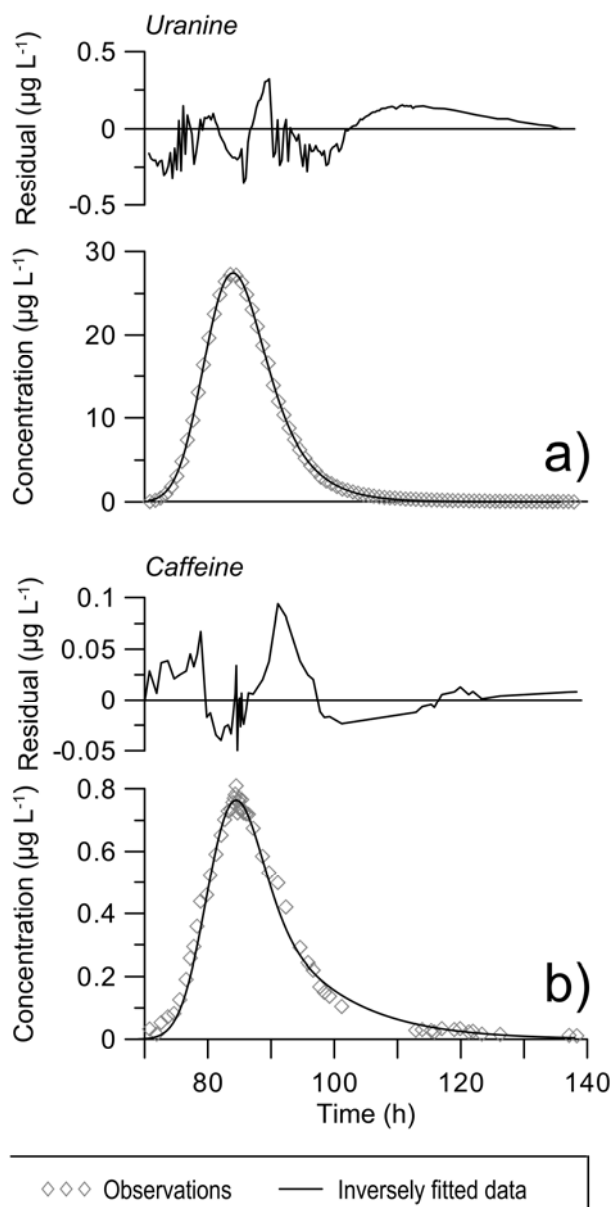 Uranine
Residual (µg L⁻¹)
0.5
0
-0.5
Concentration (µg L⁻¹)
30
20
10
0
a)
Caffeine
Residual (µg L⁻¹)
0.1
0.05
0
-0.05
Concentration (µg L⁻¹)
0.8
0.6
0.4
0.2
0
b)
80 100 120 140
Time (h)
Observations Inversely fitted data